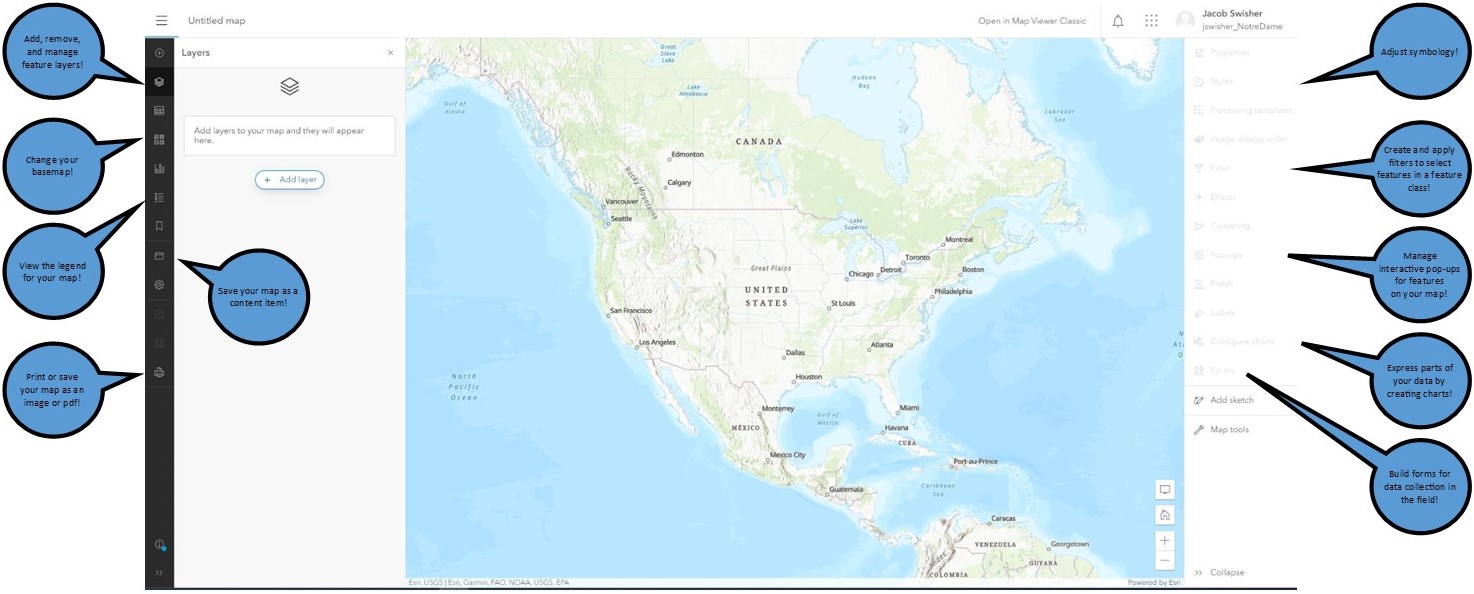 Add, remove,
and manage
feature layers!
Change your
basemap!
View the legend
for your map!
Print or save
your map as an
image or pdf!
Save your map as a
content item!
Untitled map
Open in Map Viewer Classic
Jacob Swisher
jswisher_NotreDame
Layers
Add layers to your map and they will appear
here.
+ Add layer
Great
Slave
Lake
Lake
Athabasca
Hudson
Bay
Gulf of
Alaska
Labrador
Sea
CANADA
Edmonton
Calgary
Rocky Mountains
Vancouver
Seattle
Lake
Superior
Montreal
Toronto
Boston
Chicago
Detroit
Great Plains
Philadelphia
UNITED
STATES
St Louis
San Francisco
Los Angeles
Atlanta
Dallas
Houston
North
Pacific
Ocean
N
At
O
Monterrey
Gulf of
Mexico
Miami
MÉXICO
Havana
CUBA
Mexico City
Port-au-Prince
Guatemala
Caribbean
Sea
Caracas
VENEZUELA
Georgetown
GUYANA
Andes
COLOMBIA
Esri, USGS | Esri, Garmin, FAO, NOAA, USGS, EPA
Powered by Esri
Properties
Styles
Processing templates
Image display order
Filter
Effects
Clustering
Pop-ups
Fields
Labels
Configure charts
Forms
Add sketch
Map tools
Collapse
Adjust symbology!
Create and apply
filters to select
features in a feature
class!
Manage
interactive pop-ups
for features
on your map!
Express parts of
your data by
creating charts!
Build forms for
data collection in
the field!